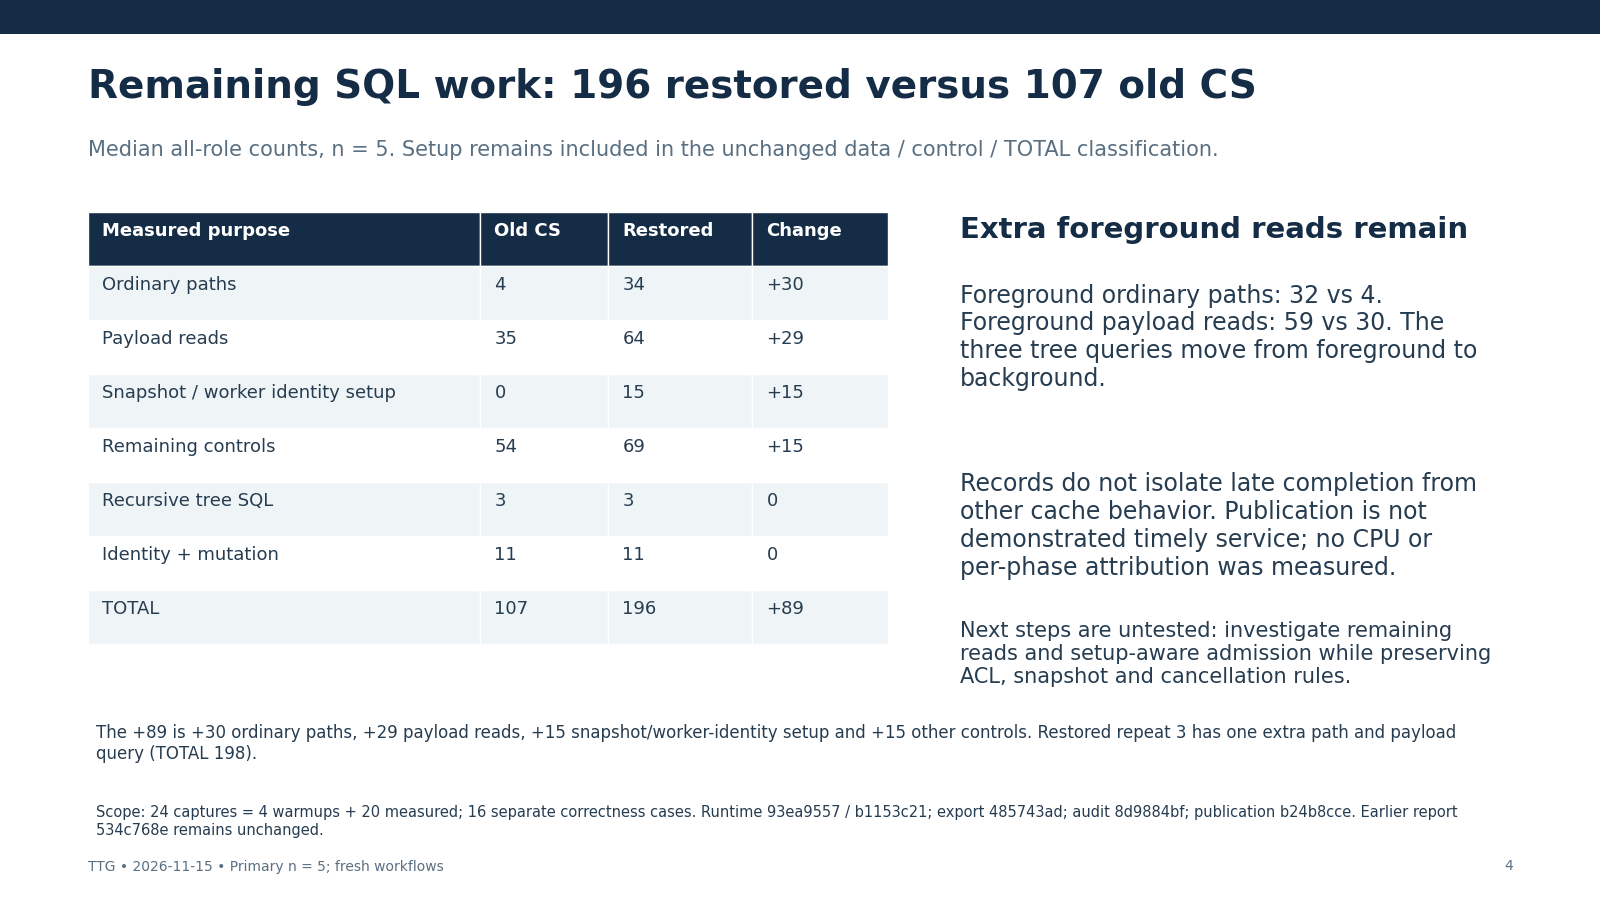 Remaining SQL work: 196 restored versus 107 old CS
Median all-role counts, n = 5. Setup remains included in the unchanged data / control / TOTAL classification.
Measured purpose Old CS Restored Change
Ordinary paths 4 34 +30
Payload reads 35 64 +29
Snapshot / worker identity setup 0 15 +15
Remaining controls 54 69 +15
Recursive tree SQL 3 3 0
Identity + mutation 11 11 0
TOTAL 107 196 +89
Extra foreground reads remain
Foreground ordinary paths: 32 vs 4.
Foreground payload reads: 59 vs 30. The
three tree queries move from foreground to
background.
Records do not isolate late completion from
other cache behavior. Publication is not
demonstrated timely service; no CPU or
per-phase attribution was measured.
Next steps are untested: investigate remaining
reads and setup-aware admission while preserving
ACL, snapshot and cancellation rules.
The +89 is +30 ordinary paths, +29 payload reads, +15 snapshot/worker-identity setup and +15 other controls. Restored repeat 3 has one extra path and payload
query (TOTAL 198).
Scope: 24 captures = 4 warmups + 20 measured; 16 separate correctness cases. Runtime 93ea9557 / b1153c21; export 485743ad; audit 8d9884bf; publication b24b8cce. Earlier report
534c768e remains unchanged.
TTG • 2026-11-15 • Primary n = 5; fresh workflows
4